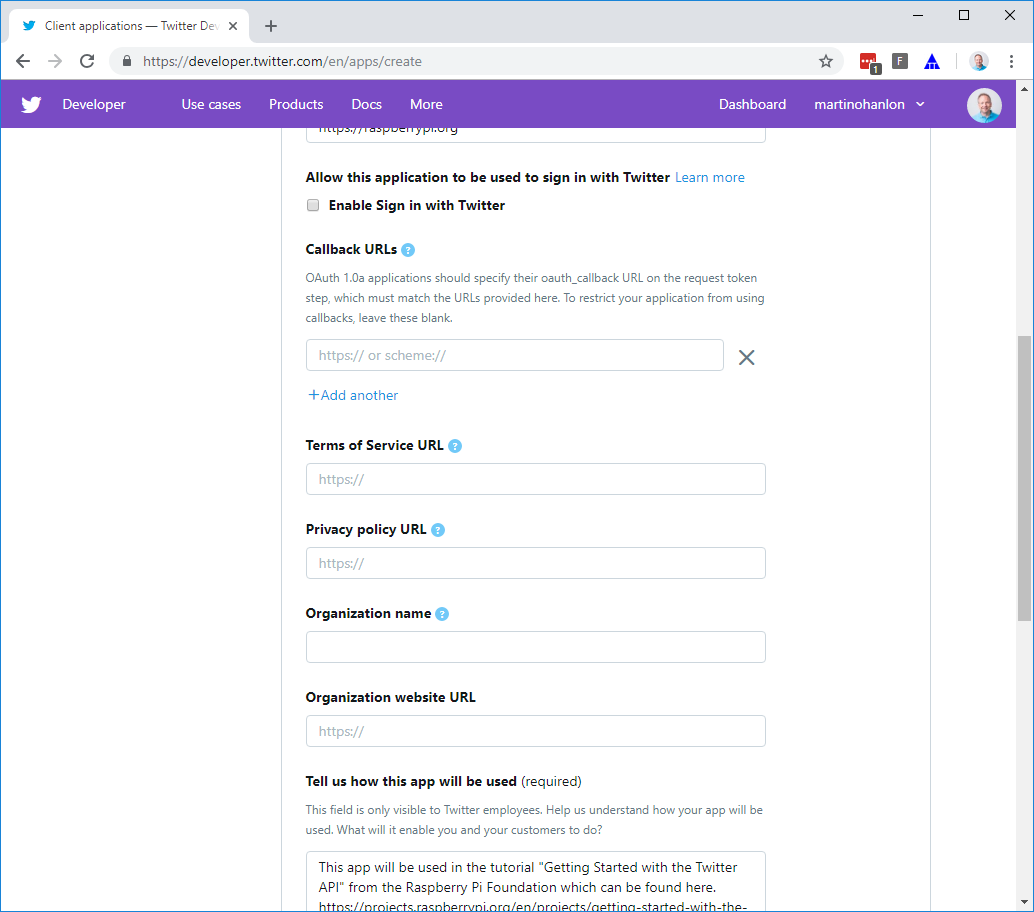 Client applications — Twitter Dev
https://developer.twitter.com/en/apps/create
1
F
Developer
Use cases
Products
Docs
More
Dashboard
martinohanlon
https://raspberrypi.org
Allow this application to be used to sign in with Twitter Learn more
Enable Sign in with Twitter
Callback URLs ?
OAuth 1.0a applications should specify their oauth_callback URL on the request token
step, which must match the URLs provided here. To restrict your application from using
callbacks, leave these blank.
https:// or scheme://
+Add another
Terms of Service URL ?
https://
Privacy policy URL ?
https://
Organization name ?
Organization website URL
https://
Tell us how this app will be used (required)
This field is only visible to Twitter employees. Help us understand how your app will be
used. What will it enable you and your customers to do?
This app will be used in the tutorial "Getting Started with the Twitter
API" from the Raspberry Pi Foundation which can be found here.
https://projects.raspberrypi.org/en/projects/getting-started-with-the-